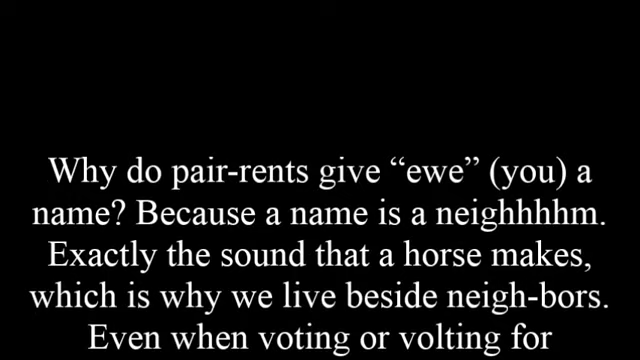 Why do pair-rents give “ewe” (you) a
name? Because a name is a neighhhhm.
Exactly the sound that a horse makes,
which is why we live beside neigh-bors.
Even when voting or volting for